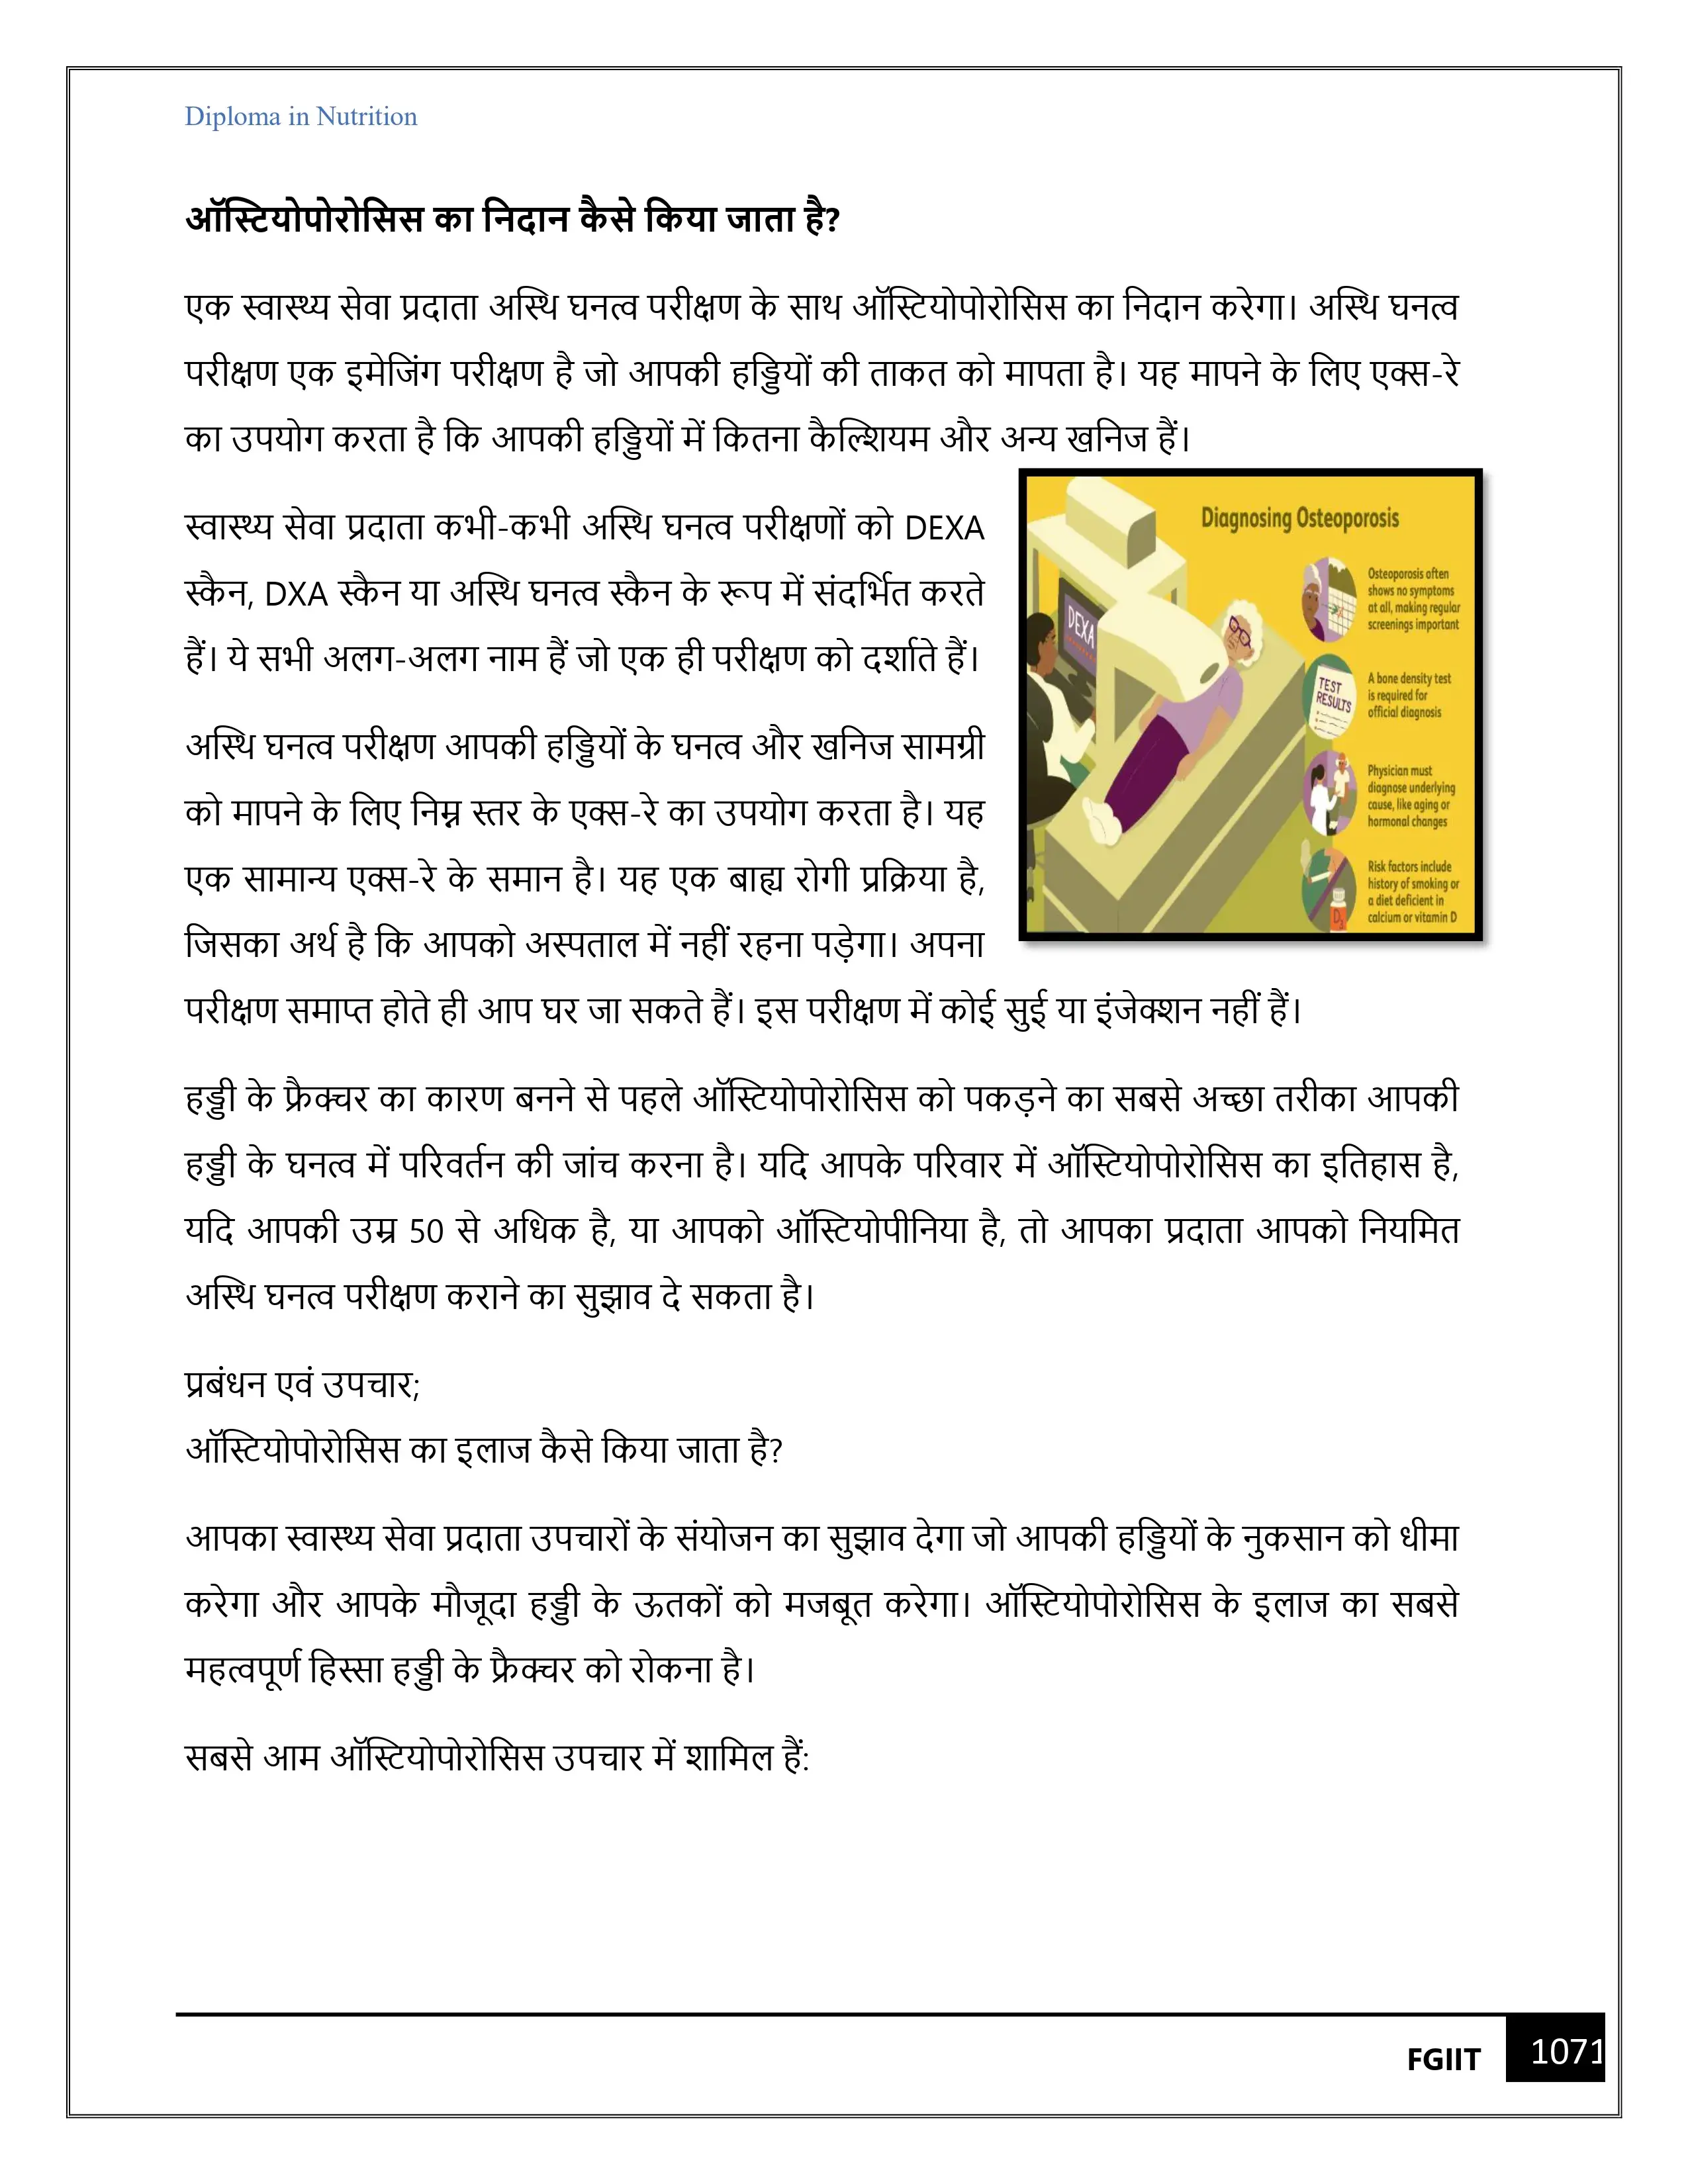 Diploma in Nutrition
ऑस्टियोपोरोसिस का निदान कैसे किया जाता है?
एक स्वास्थ्य सेवा प्रदाता अस्थि घनत्व परीक्षण के साथ ऑस्टियोपोरोसिस का निदान करेगा। अस्थि घनत्व
परीक्षण एक इमेजिंग परीक्षण है जो आपकी हड्डियों की ताकत को मापता है। यह मापने के लिए एक्स-रे
का उपयोग करता है कि आपकी हड्डियों में कितना कैल्शियम और अन्य खनिज हैं।
स्वास्थ्य सेवा प्रदाता कभी-कभी अस्थि घनत्व परीक्षणों को DEXA
स्कैन, DXA स्कैन या अस्थि घनत्व स्कैन के रूप में संदर्भित करते
हैं। ये सभी अलग-अलग नाम हैं जो एक ही परीक्षण को दर्शाते हैं।
अस्थि घनत्व परीक्षण आपकी हड्डियों के घनत्व और खनिज सामग्री
को मापने के लिए निम्न स्तर के एक्स-रे का उपयोग करता है। यह
एक सामान्य एक्स-रे के समान है। यह एक बाह्य रोगी प्रक्रिया है,
जिसका अर्थ है कि आपको अस्पताल में नहीं रहना पड़ेगा। अपना
परीक्षण समाप्त होते ही आप घर जा सकते हैं। इस परीक्षण में कोई सुई या इंजेक्शन नहीं हैं।
Diagnosing Osteoporosis
DEXA
Osteoporosis often
shows no symptoms
at all, making regular
screenings important
TEST
RESULTS
A bone density test
is required for
official diagnosis
Physician must
diagnose underlying
cause, like aging or
hormonal changes
Risk factors include
history of smoking or
a diet deficient in
calcium or vitamin D
D
हड्डी के फ्रैक्चर का कारण बनने से पहले ऑस्टियोपोरोसिस को पकड़ने का सबसे अच्छा तरीका आपकी
हड्डी के घनत्व में परिवर्तन की जांच करना है। यदि आपके परिवार में ऑस्टियोपोरोसिस का इतिहास है,
यदि आपकी उम्र 50 से अधिक है, या आपको ऑस्टियोपीनिया है, तो आपका प्रदाता आपको नियमित
अस्थि घनत्व परीक्षण कराने का सुझाव दे सकता है।
प्रबंधन एवं उपचार;
ऑस्टियोपोरोसिस का इलाज कैसे किया जाता है?
आपका स्वास्थ्य सेवा प्रदाता उपचारों के संयोजन का सुझाव देगा जो आपकी हड्डियों के नुकसान को धीमा
करेगा और आपके मौजूदा हड्डी के ऊतकों को मजबूत करेगा। ऑस्टियोपोरोसिस के इलाज का सबसे
महत्वपूर्ण हिस्सा हड्डी के फ्रैक्चर को रोकना है।
सबसे आम ऑस्टियोपोरोसिस उपचार में शामिल हैं:
FGIIT
1071